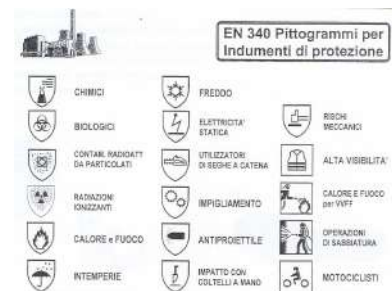 EN 340 Pittogrammi per
Indumenti di protezione
CHIMICI
BIOLOGICI
CONTAM. RADIOATT
DA PARTICOLATI
RADIAZIONI
IONIZZANTI
CALORE e FUOCO
INTEMPERIE
FREDDO
ELETTRICITA'
STATICA
UTILIZZATORI
DI SEGHE A CATENA
IMPIGLIAMENTO
ANTIPROIETTILE
IMPATTO CON
COLTELLI A MANO
RISCHI
MECCANICI
ALTA VISIBILITA'
CALORE E FUOCO
per VVFF
OPERAZIONI
DI SABBIATURA
MOTOCICLISTI